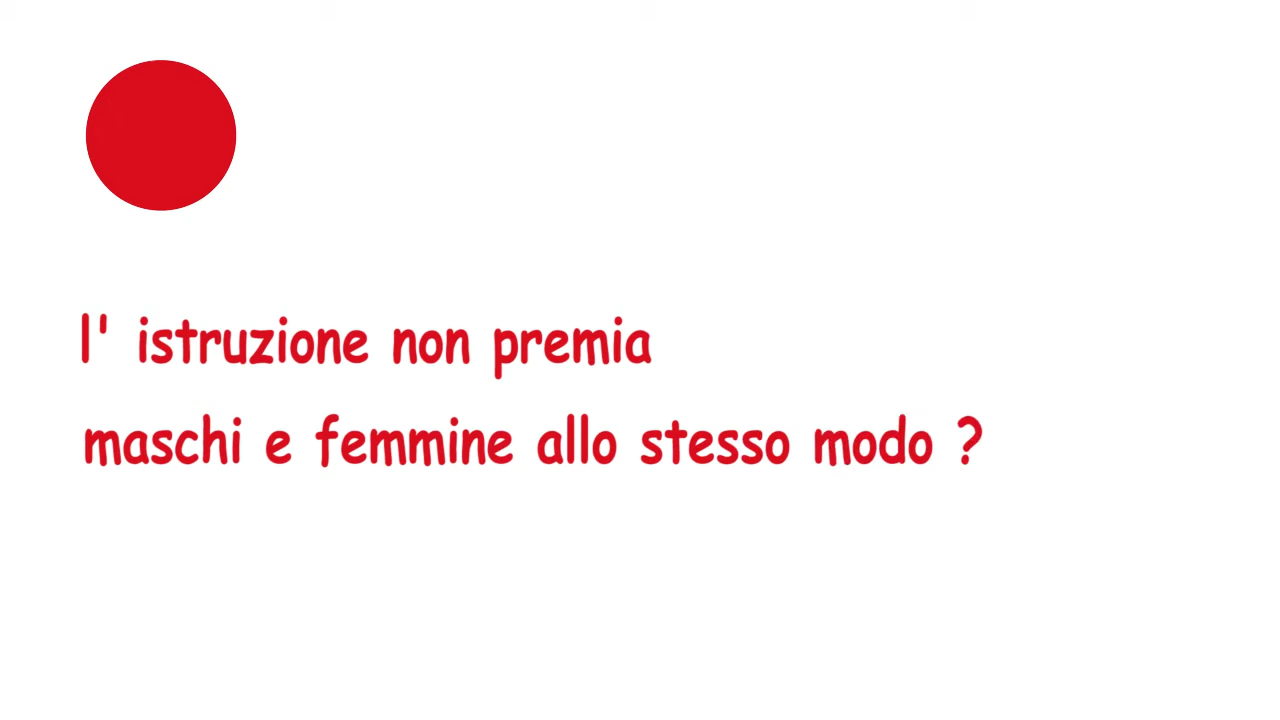 l' istruzione non premia
maschi e femmine allo stesso modo ?